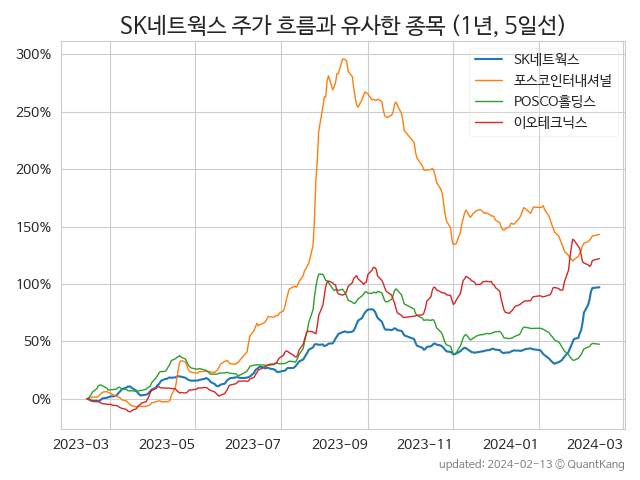 SK네트웍스 주가 흐름과 유사한 종목 (1년, 5일선)
300%
250%
200%
150%
100%
50%
0%
SK네트웍스
포스코인터내셔널
POSCO홀딩스
이오테크닉스
2023-03
2023-05
2023-07
2023-09
2023-11
2024-01
2024-03
updated: 2024-02-13 © QuantKang